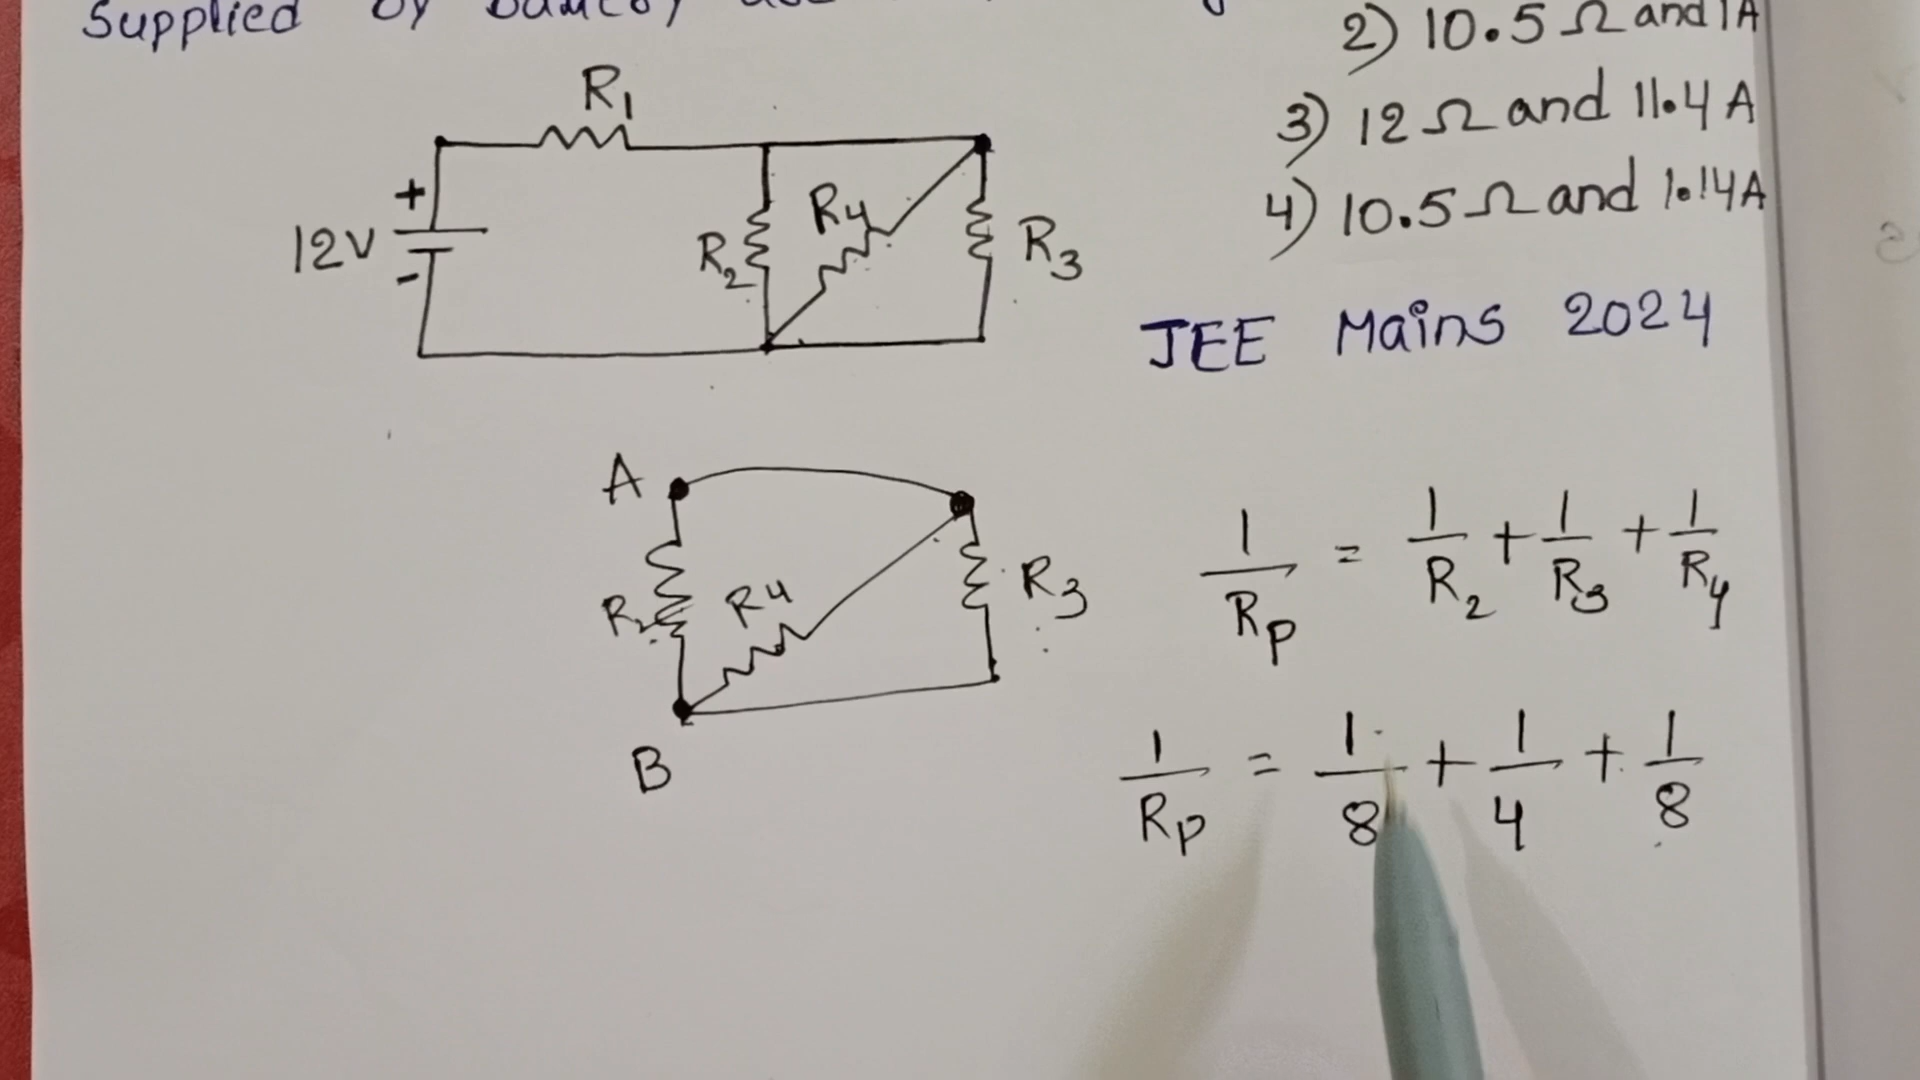 Supplied by
2) 10.5 Ω and 1A
R1
3) 12 Ω and 11.4 A
4) 10.5 Ω and 1.14A
+
12V
-
R2
R4
R3
JEE Mains 2024
A
R2
R4
R3
B
1/Rp = 1/R2 + 1/R3 + 1/R4
1/Rp = 1/8 + 1/4 + 1/8